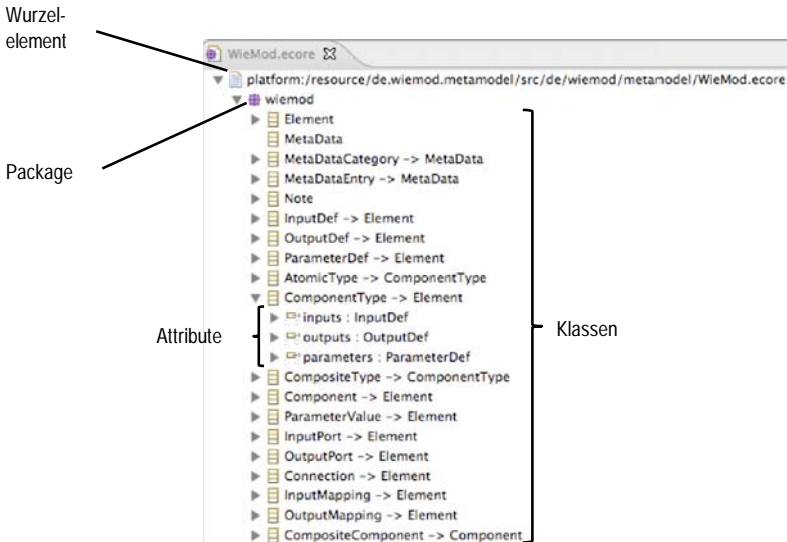 Wurzel-
element
WieMod.ecore
platform:/resource/de.wiemod.metamodel/src/de/wiemod/metamodel/WieMod.ecore
wiemod
Element
MetaData
Package
MetaDataCategory -> MetaData
MetaDataEntry -> MetaData
Note
InputDef -> Element
OutputDef -> Element
ParameterDef -> Element
AtomicType -> ComponentType
ComponentType -> Element
Attribute
inputs : InputDef
outputs : OutputDef
parameters : ParameterDef
Klassen
CompositeType -> ComponentType
Component -> Element
ParameterValue -> Element
InputPort -> Element
OutputPort -> Element
Connection -> Element
InputMapping -> Element
OutputMapping -> Element
CompositeComponent -> Component